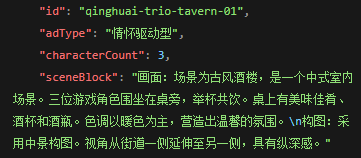 "id": "qinghuai-trio-tavern-01",
"adType": "情怀驱动型",
"characterCount": 3,
"sceneBlock": "画面：场景为古风酒楼，是一个中式室内
场景。三位游戏角色围坐在桌旁，举杯共饮。桌上有美味佳肴、
酒杯和酒瓶。色调以暖色为主，营造出温馨的氛围。\n构图：采
用中景构图。视角从街道一侧延伸至另一侧，具有纵深感。"